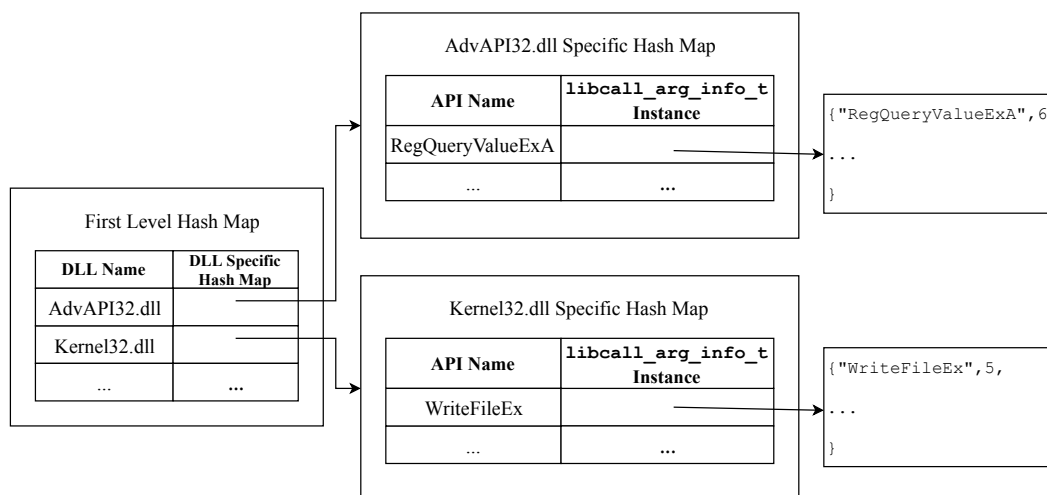 First Level Hash Map
DLL Name
DLL Specific
Hash Map
AdvAPI32.dll
Kernel32.dll
...
...
AdvAPI32.dll Specific Hash Map
API Name
libcall_arg_info_t
Instance
RegQueryValueExA
...
...
{"RegQueryValueExA",6
...
}
Kernel32.dll Specific Hash Map
API Name
libcall_arg_info_t
Instance
WriteFileEx
...
...
{"WriteFileEx",5,
...
}